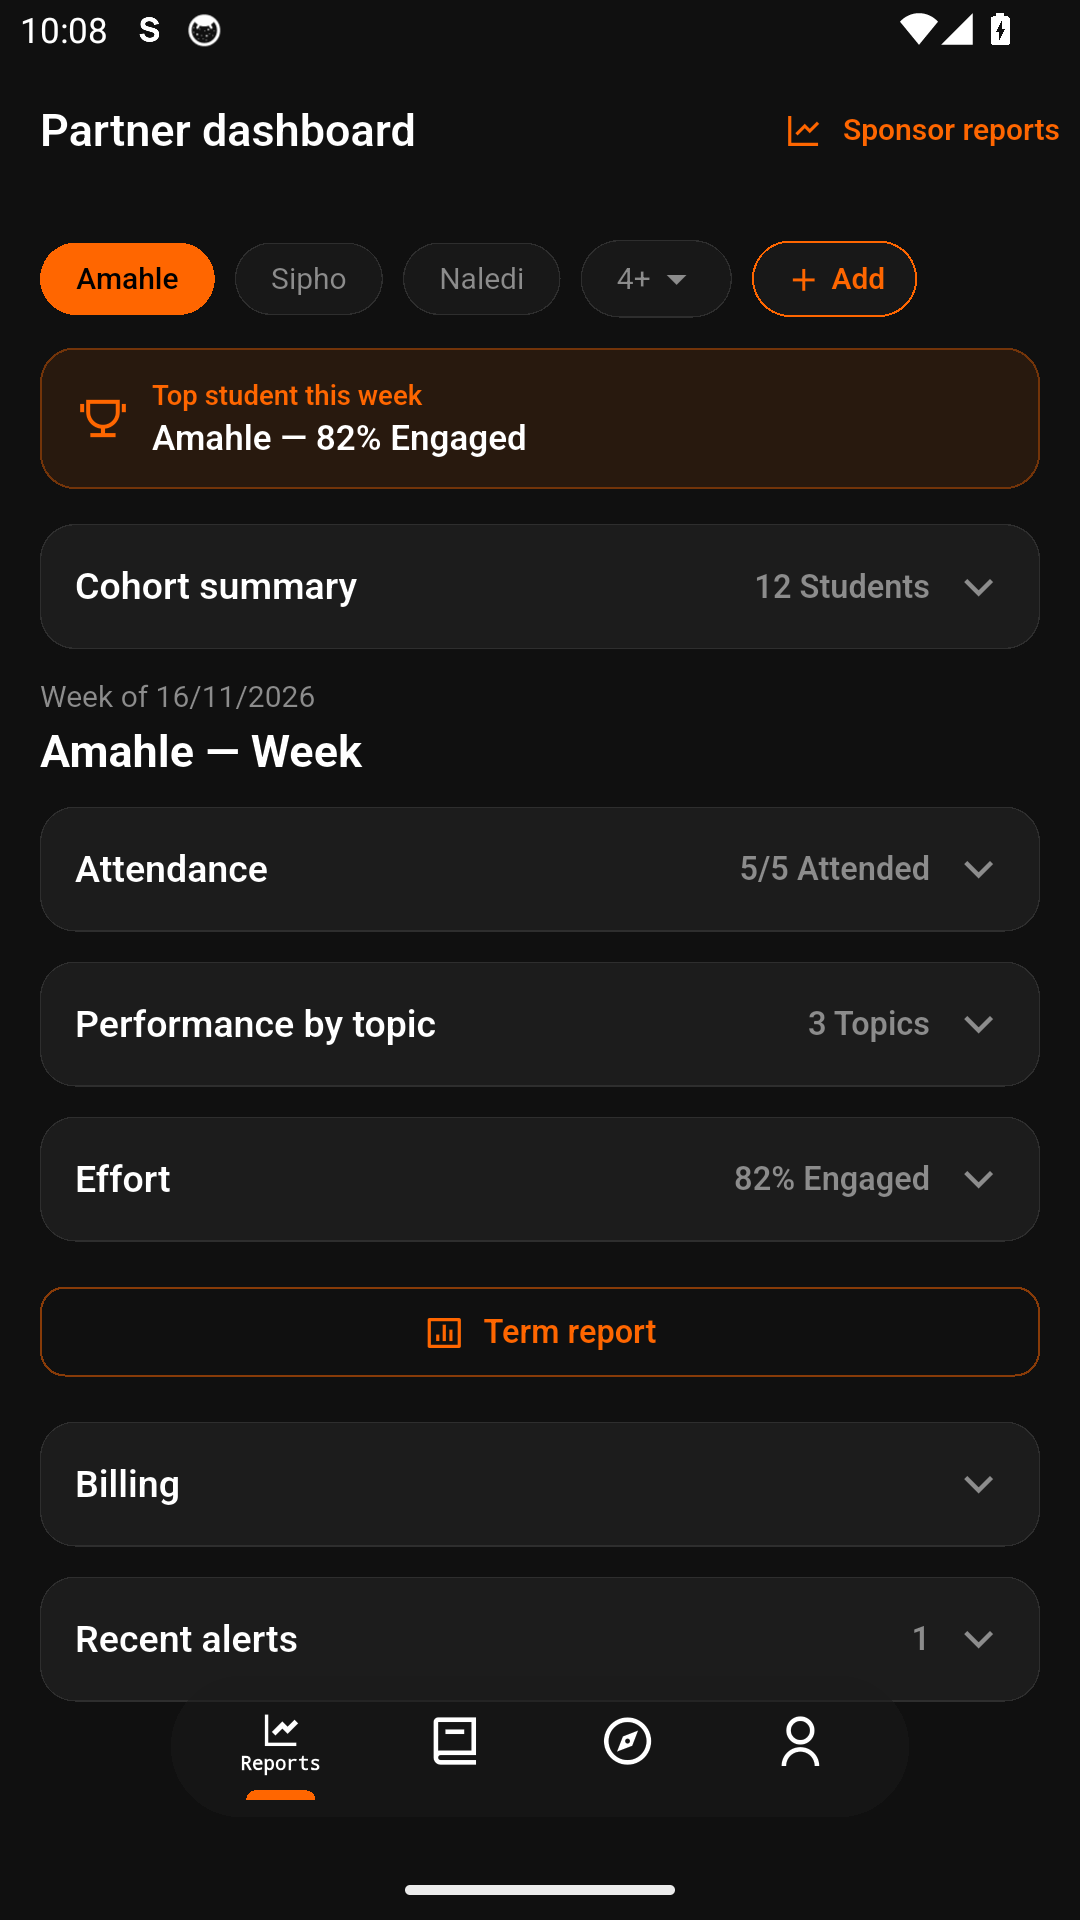 10:08 S
Partner dashboard
Sponsor reports
Amahle
Sipho
Naledi
4+
Add
Top student this week
Amahle — 82% Engaged
Cohort summary
12 Students
Week of 16/11/2026
Amahle — Week
Attendance
5/5 Attended
Performance by topic
3 Topics
Effort
82% Engaged
Term report
Billing
Recent alerts
1
Reports